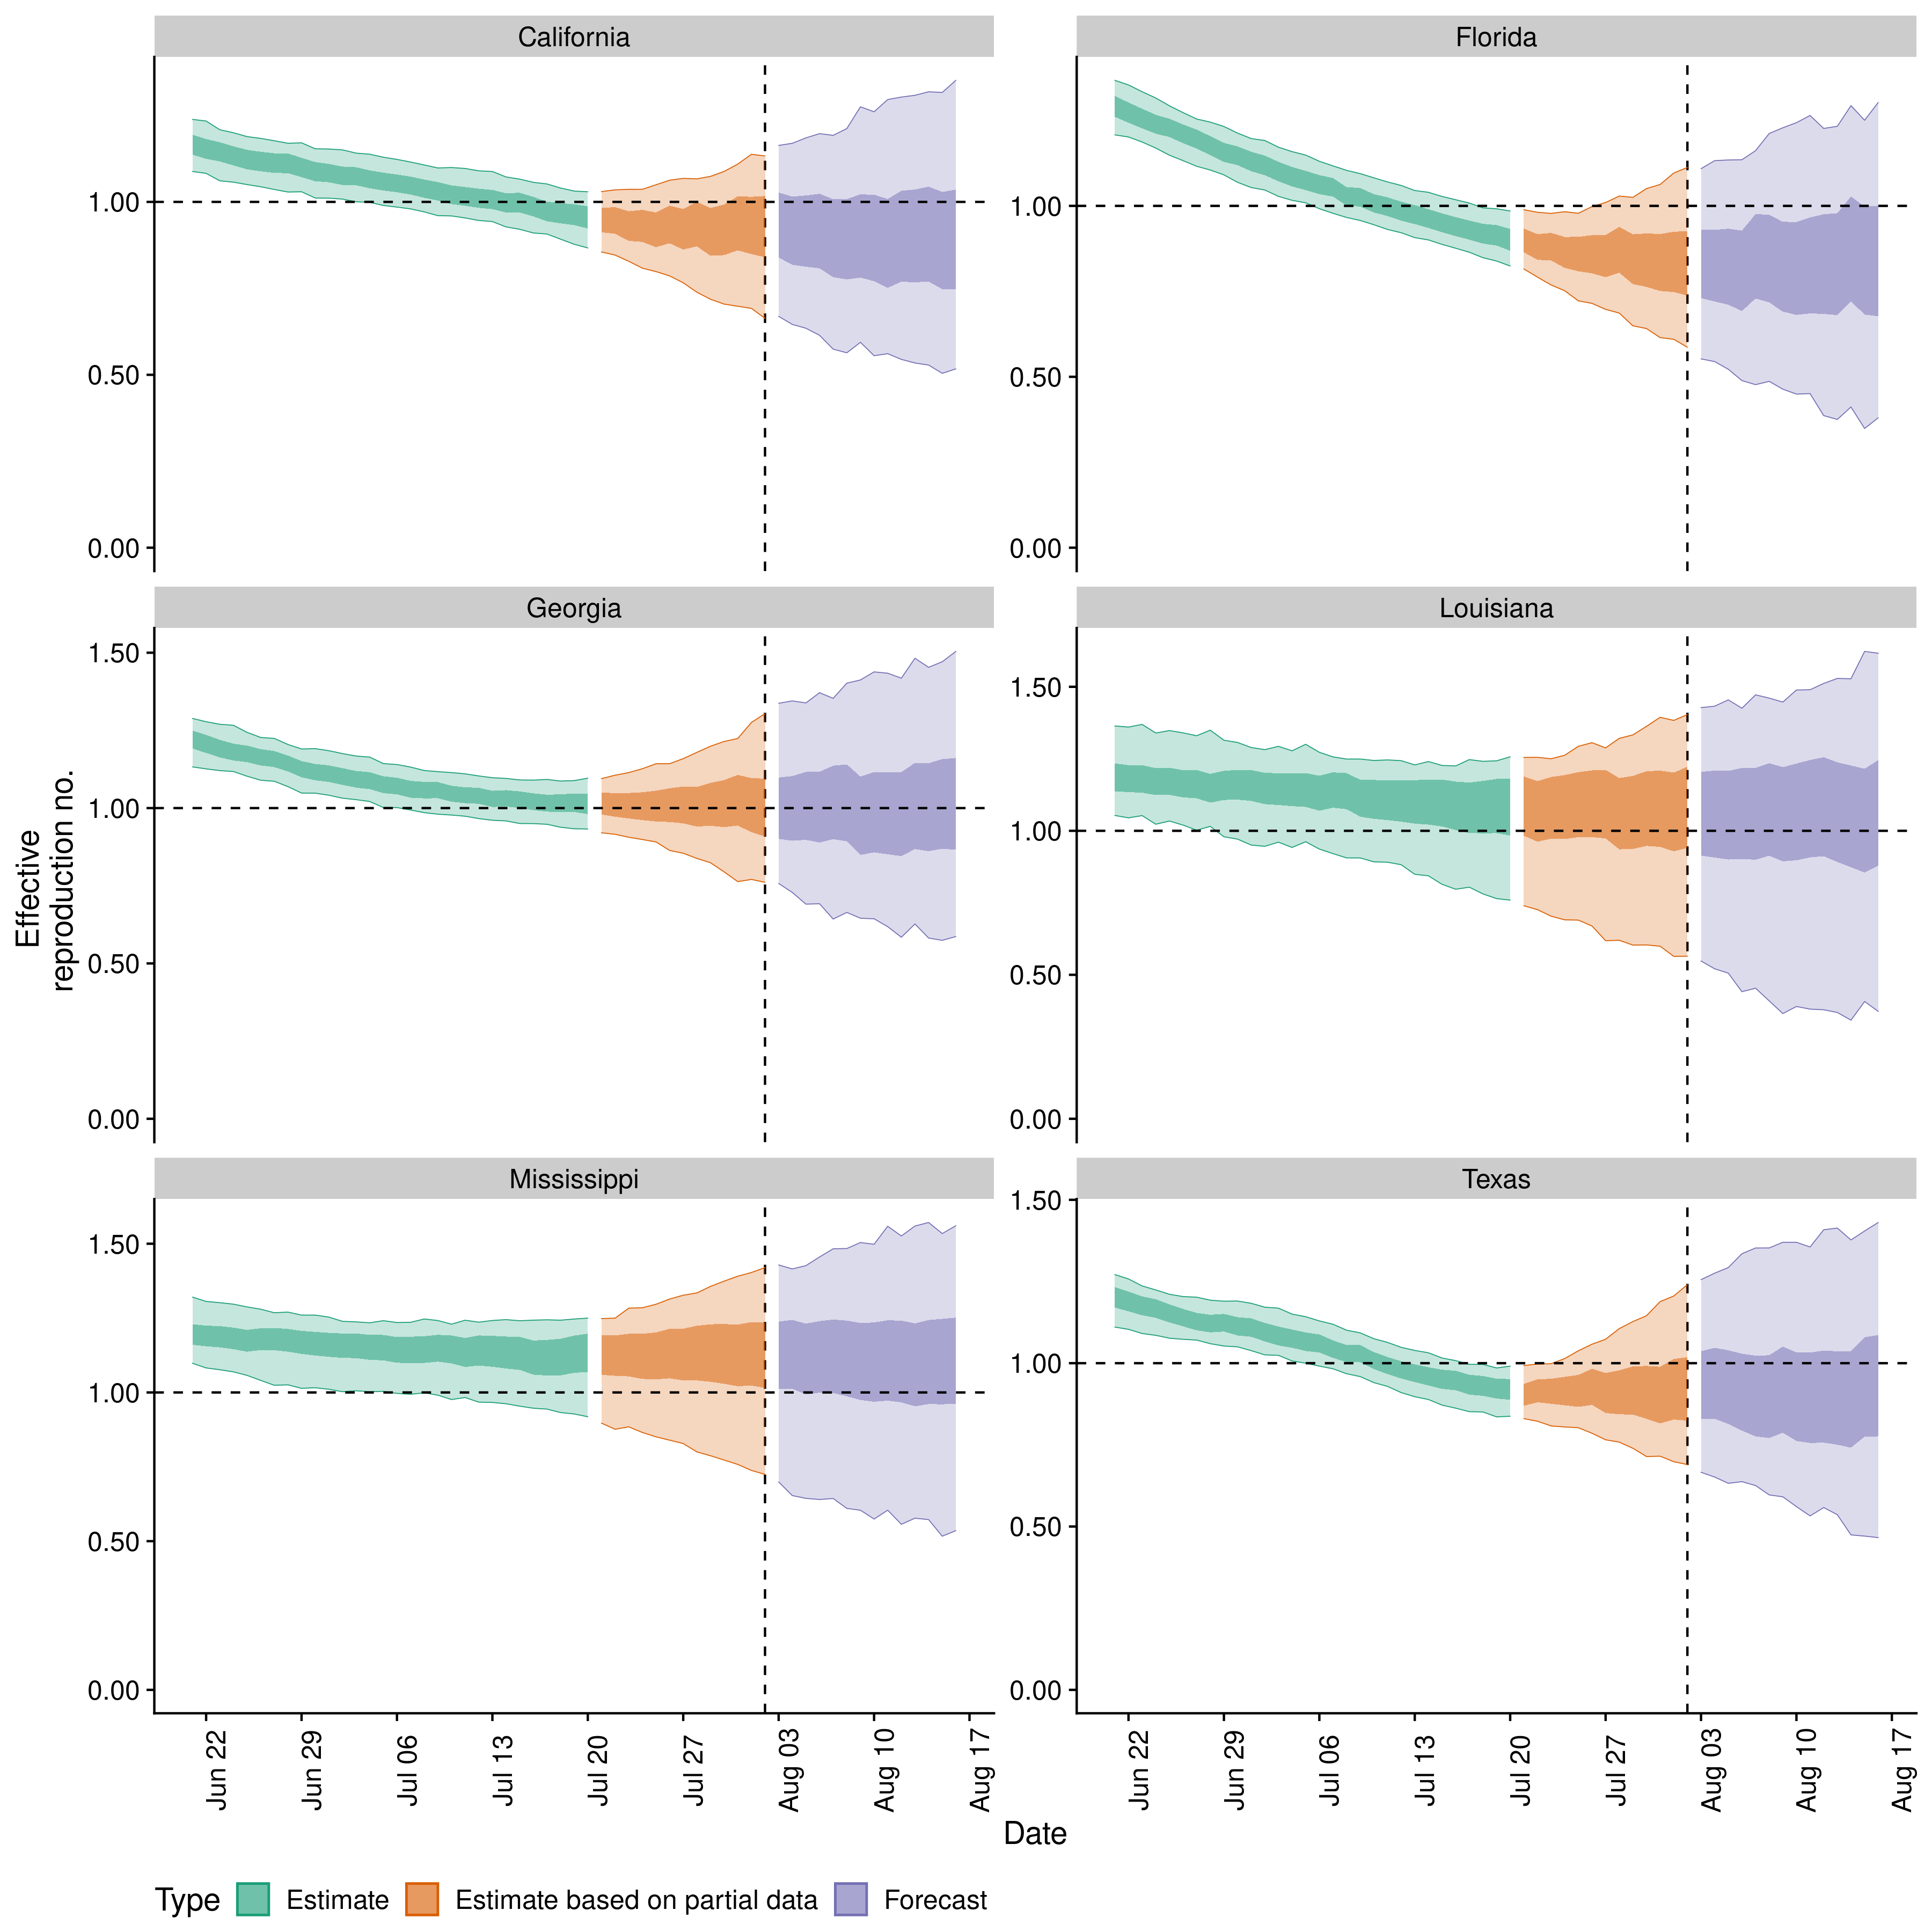 California
Florida
1.00
0.50
0.00
1.00
0.50
0.00
Georgia
Louisiana
1.50
1.00
0.50
0.00
1.50
1.00
0.50
0.00
Effective
reproduction no.
Mississippi
Texas
1.50
1.00
0.50
0.00
1.50
1.00
0.50
0.00
Jun 22
Jun 29
Jul 06
Jul 13
Jul 20
Jul 27
Aug 03
Aug 10
Aug 17
Jun 22
Jun 29
Jul 06
Jul 13
Jul 20
Jul 27
Aug 03
Aug 10
Aug 17
Date
Type Estimate Estimate based on partial data Forecast